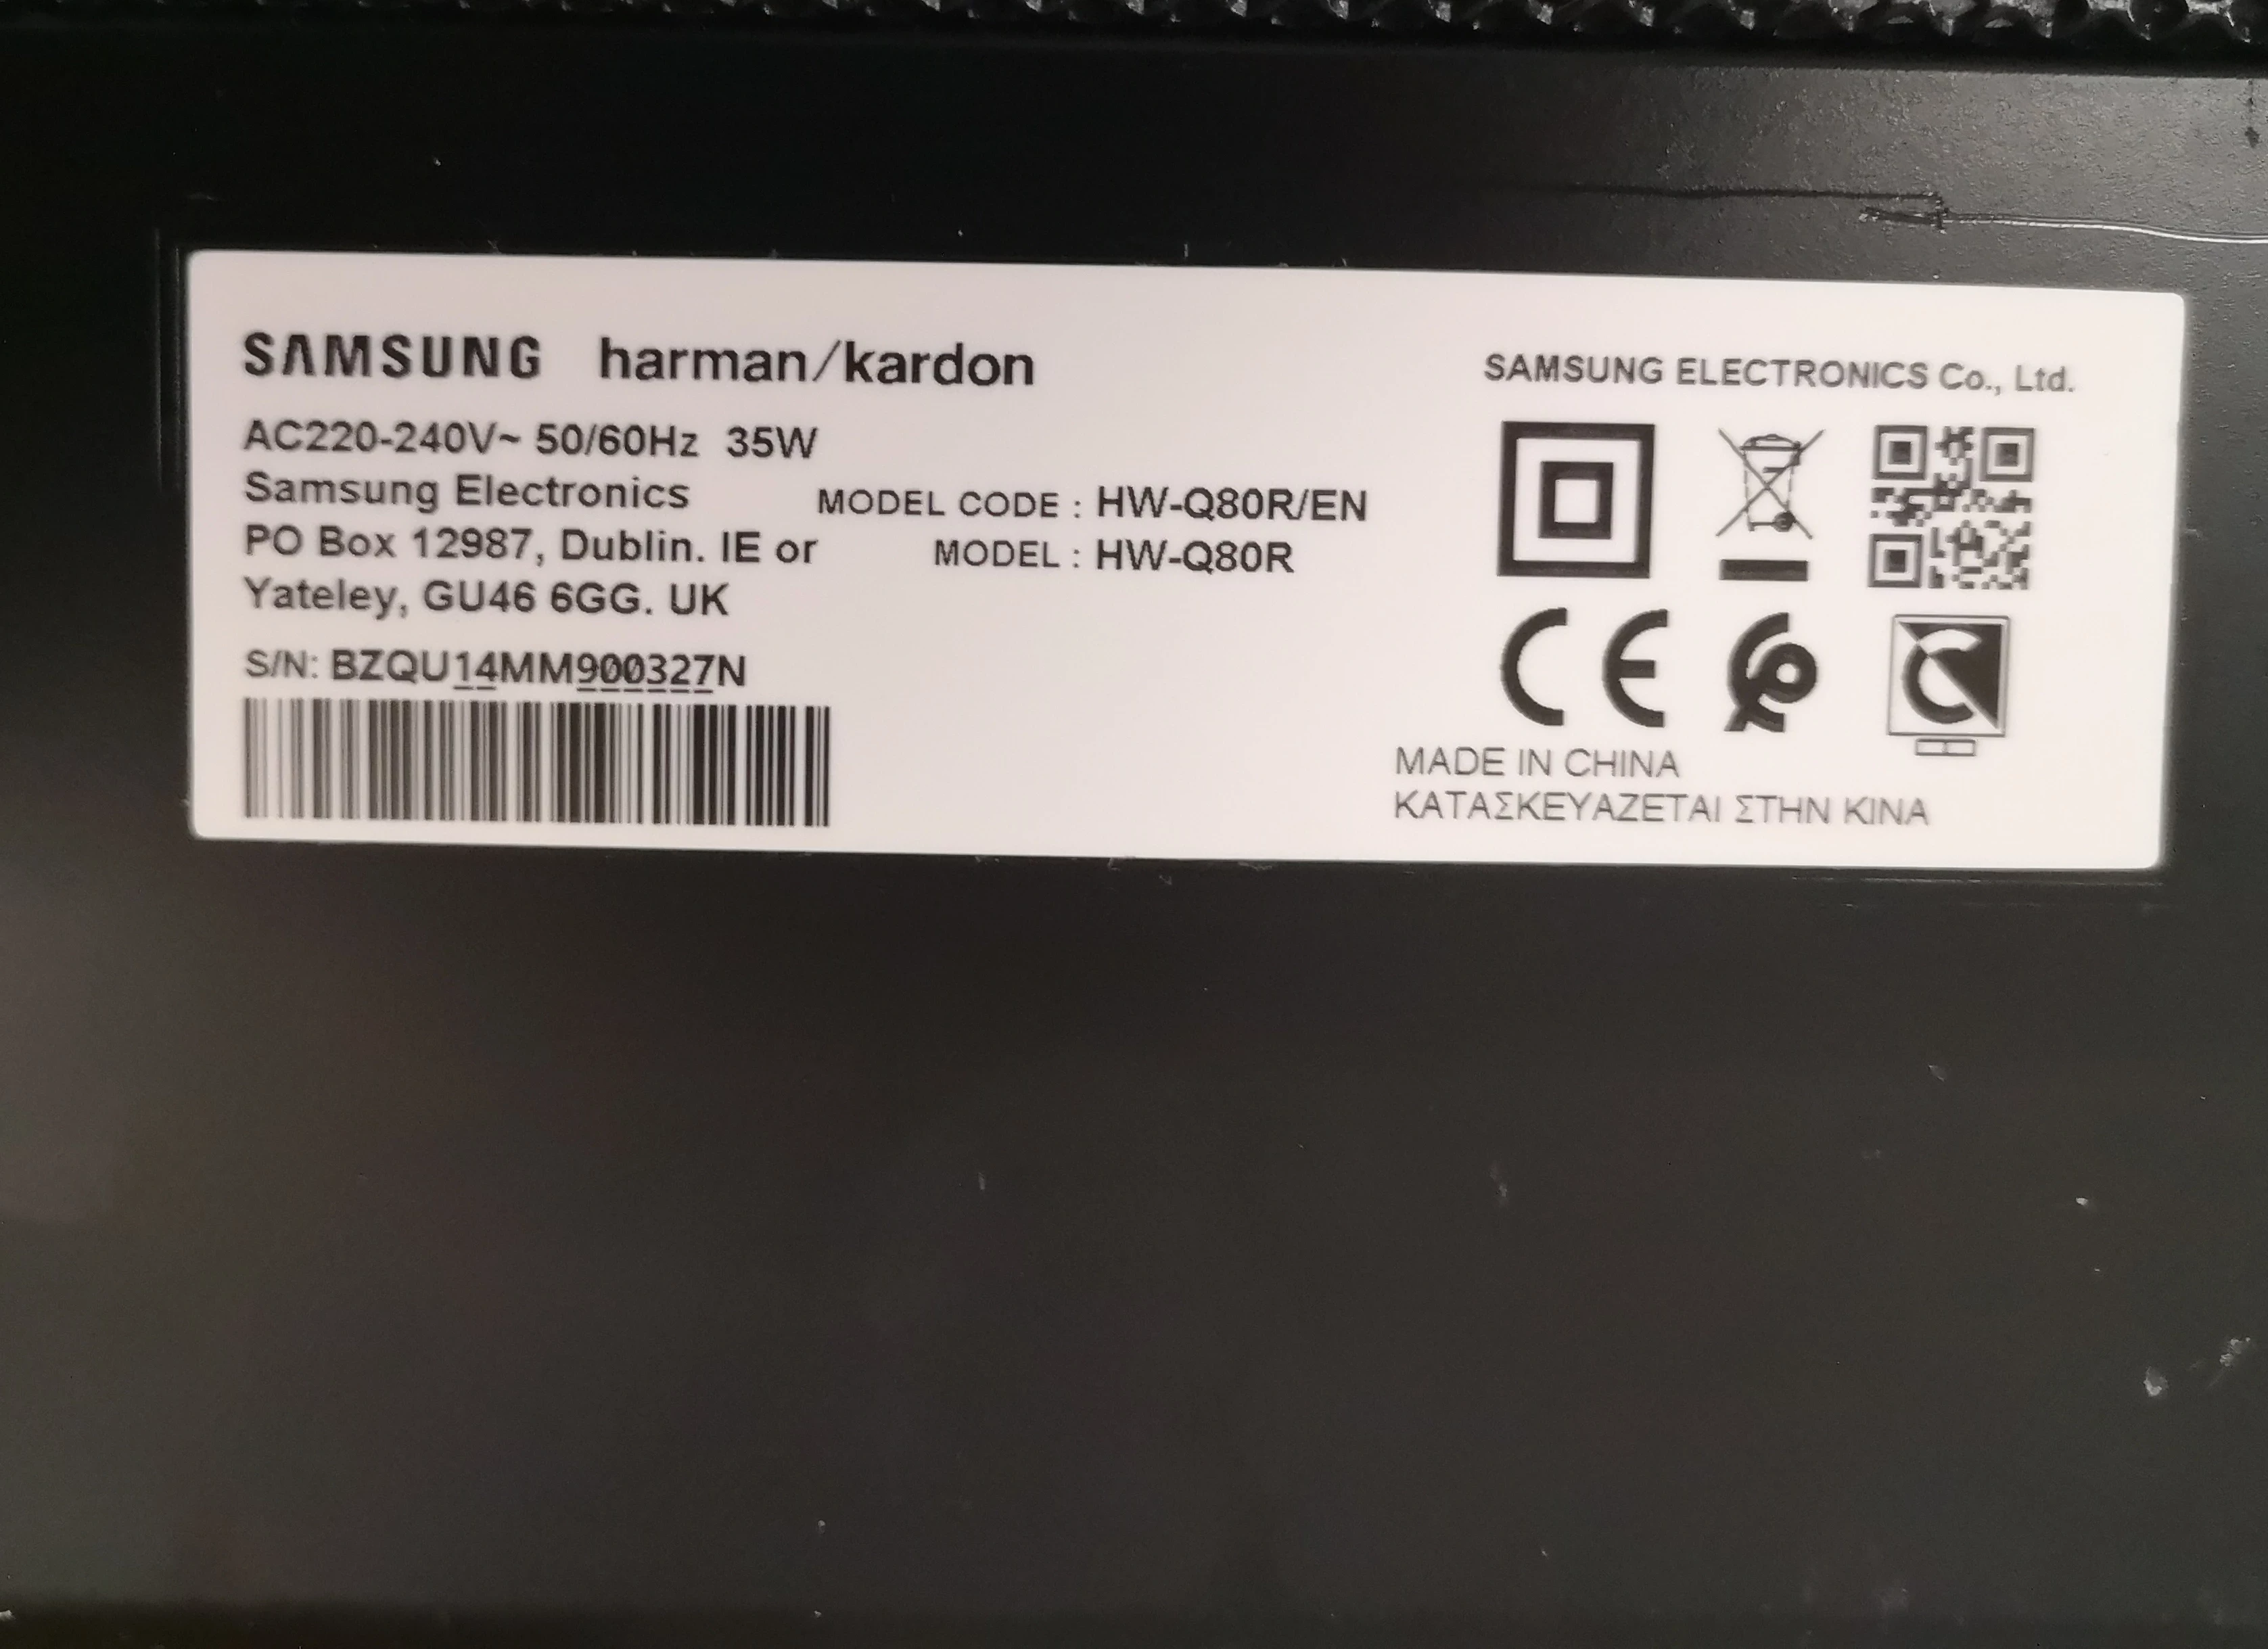 SAMSUNG harman/kardon
AC220-240V~ 50/60Hz 35W
Samsung Electronics
PO Box 12987, Dublin. IE or
Yateley, GU46 6GG. UK
MODEL CODE : HW-Q80R/EN
MODEL : HW-Q80R
S/N: BZQU14MM900327N
SAMSUNG ELECTRONICS Co., Ltd.
CE
MADE IN CHINA
ΚΑΤΑΣΚΕΥΑΖΕΤΑΙ ΣΤΗΝ ΚΙΝΑ